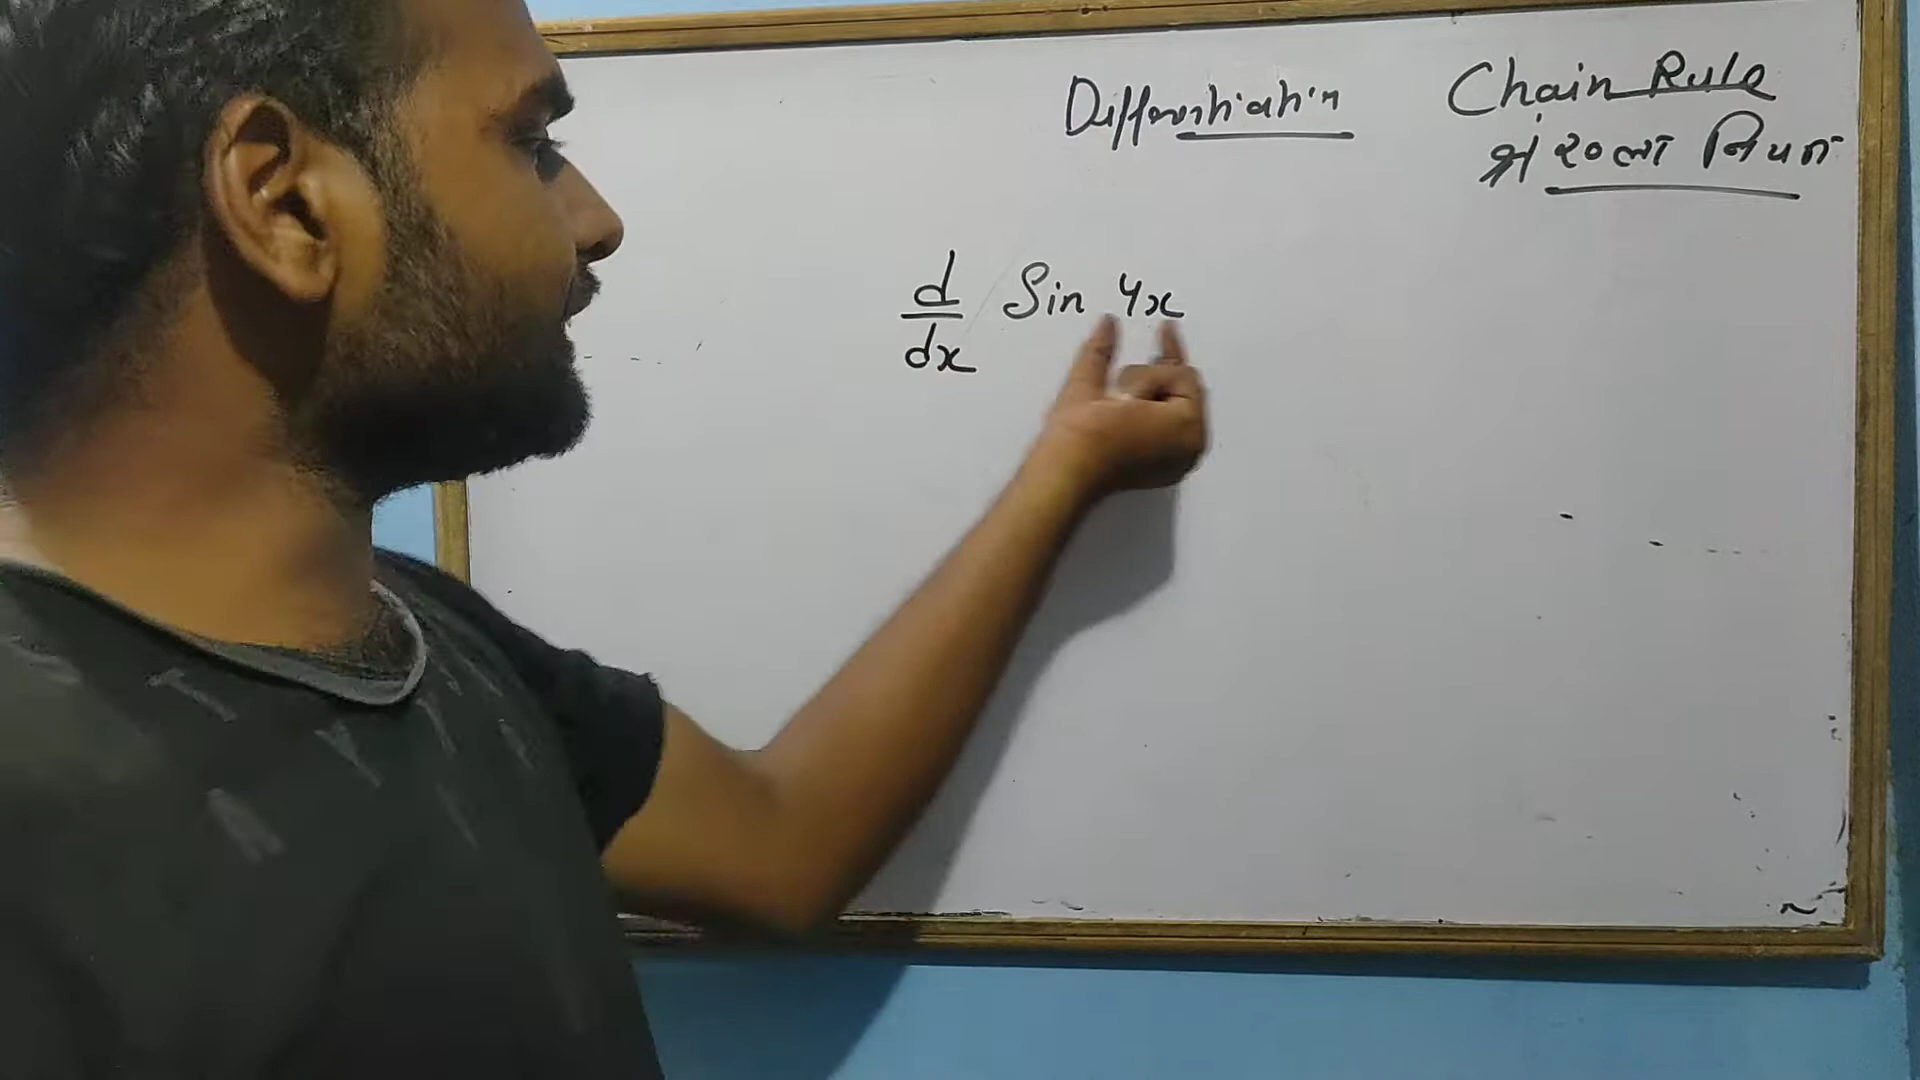 Differentiation
Chain Rule
श्रंखला नियम
d/dx Sin 4x